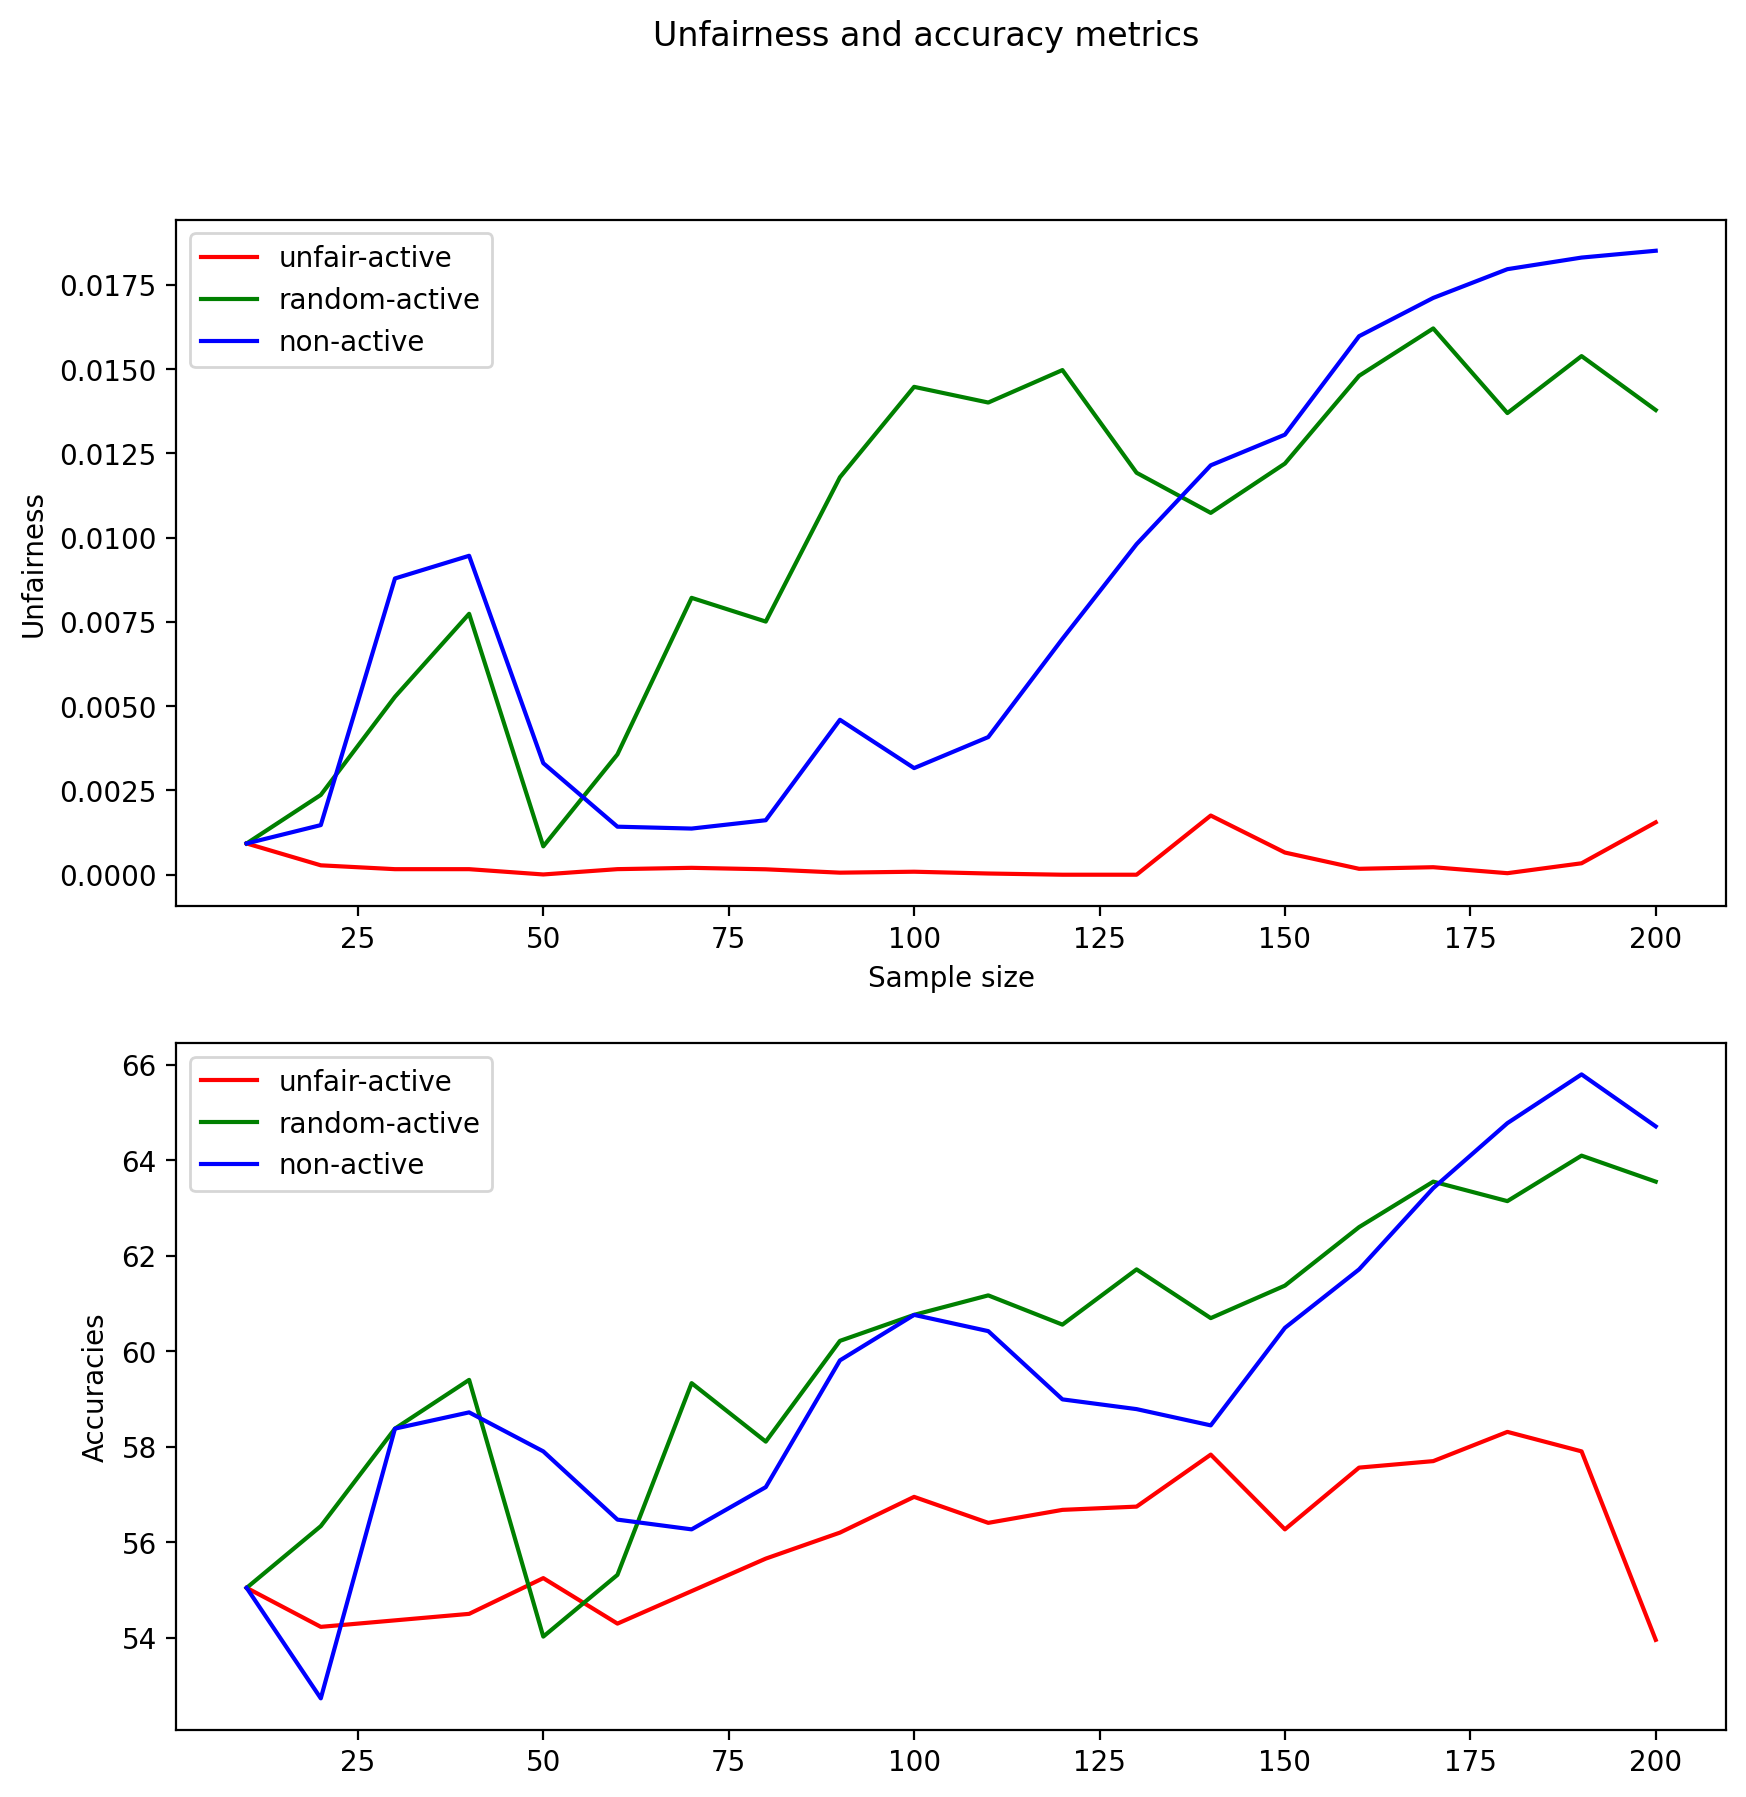 Unfairness and accuracy metrics
unfair-active
random-active
non-active
0.0175
0.0150
0.0125
0.0100
0.0075
0.0050
0.0025
0.0000
Unfairness
25 50 75 100 125 150 175 200
Sample size
unfair-active
random-active
non-active
66
64
62
60
58
56
54
Accuracies
25 50 75 100 125 150 175 200